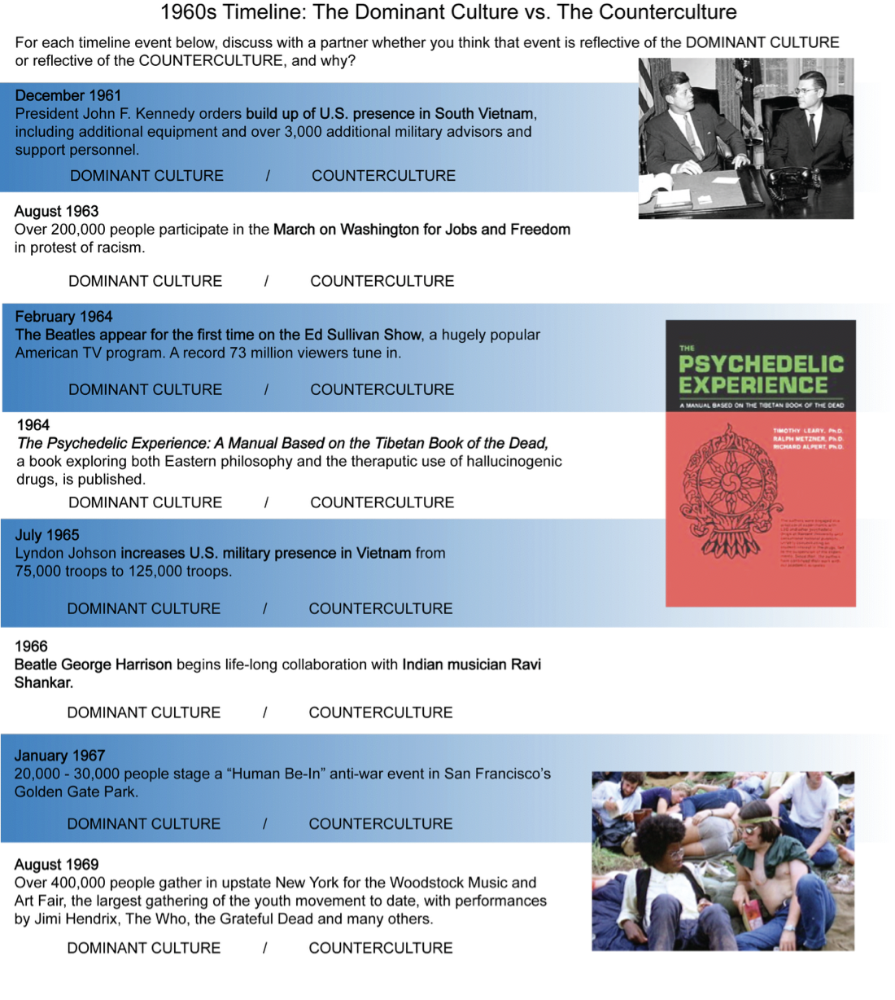 1960s Timeline: The Dominant Culture vs. The Counterculture
For each timeline event below, discuss with a partner whether you think that event is reflective of the DOMINANT CULTURE
or reflective of the COUNTERCULTURE, and why?
December 1961
President John F. Kennedy orders build up of U.S. presence in South Vietnam,
including additional equipment and over 3,000 additional military advisors and
support personnel.
DOMINANT CULTURE / COUNTERCULTURE
August 1963
Over 200,000 people participate in the March on Washington for Jobs and Freedom
in protest of racism.
DOMINANT CULTURE / COUNTERCULTURE
February 1964
The Beatles appear for the first time on the Ed Sullivan Show, a hugely popular
American TV program. A record 73 million viewers tune in.
DOMINANT CULTURE / COUNTERCULTURE
THE
PSYCHEDELIC
EXPERIENCE
A MANUAL BASED ON THE TIBETAN BOOK OF THE DEAD
TIMOTHY LEARY, Ph.D.
RALPH METZNER, Ph.D.
RICHARD ALPERT, Ph.D.
1964
The Psychedelic Experience: A Manual Based on the Tibetan Book of the Dead,
a book exploring both Eastern philosophy and the theraputic use of hallucinogenic
drugs, is published.
DOMINANT CULTURE / COUNTERCULTURE
July 1965
Lyndon Johson increases U.S. military presence in Vietnam from
75,000 troops to 125,000 troops.
DOMINANT CULTURE / COUNTERCULTURE
1966
Beatle George Harrison begins life-long collaboration with Indian musician Ravi
Shankar.
DOMINANT CULTURE / COUNTERCULTURE
January 1967
20,000 - 30,000 people stage a “Human Be-In” anti-war event in San Francisco’s
Golden Gate Park.
DOMINANT CULTURE / COUNTERCULTURE
August 1969
Over 400,000 people gather in upstate New York for the Woodstock Music and
Art Fair, the largest gathering of the youth movement to date, with performances
by Jimi Hendrix, The Who, the Grateful Dead and many others.
DOMINANT CULTURE / COUNTERCULTURE